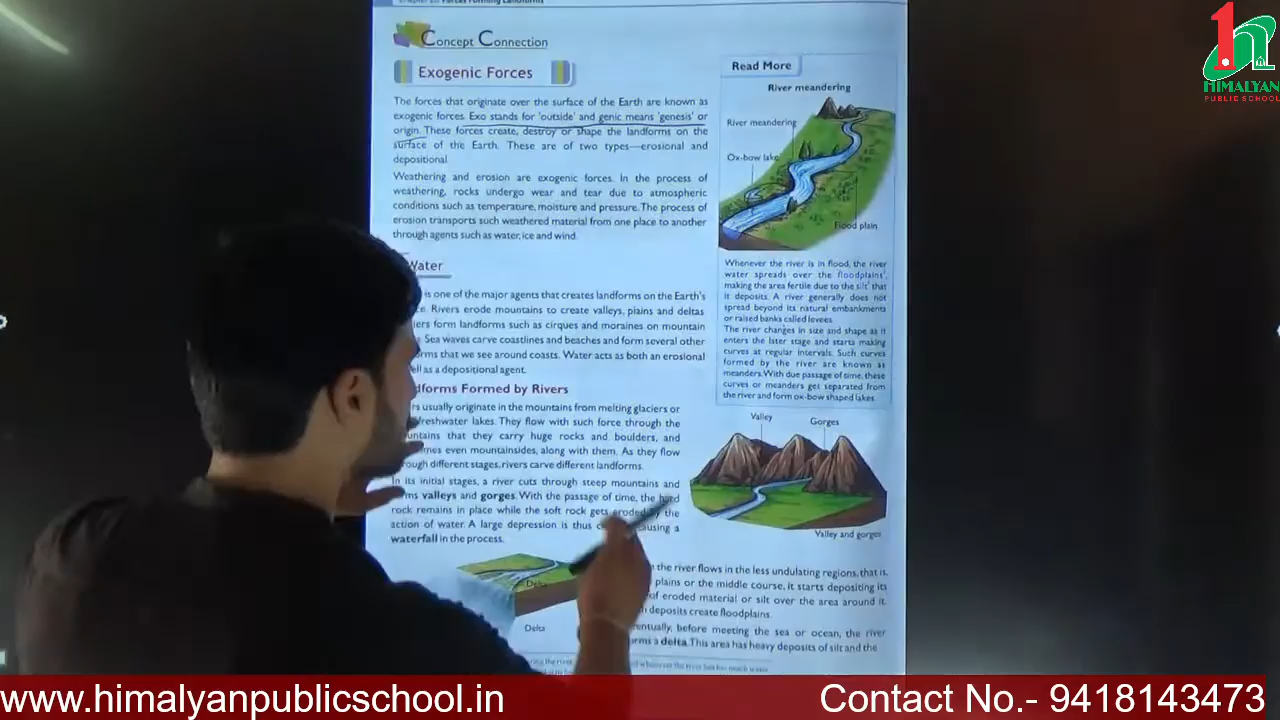 Forces Forming Landforms
Concept Connection
Exogenic Forces
The forces that originate over the surface of the Earth are known as
exogenic forces. Exo stands for 'outside' and genic means 'genesis' or
origin. These forces create, destroy or shape the landforms on the
surface of the Earth. These are of two types—erosional and
depositional
Weathering and erosion are exogenic forces. In the process of
weathering, rocks undergo wear and tear due to atmospheric
conditions such as temperature, moisture and pressure. The process of
erosion transports such weathered material from one place to another
through agents such as water, ice and wind.
Water
is one of the major agents that creates landforms on the Earth's
Rivers erode mountains to create valleys, plains and deltas
form landforms such as cirques and moraines on mountain
Sea waves carve coastlines and beaches and form several other
that we see around coasts. Water acts as both an erosional
as a depositional agent.
Formed by Rivers
usually originate in the mountains from melting glaciers or
freshwater lakes. They flow with such force through the
that they carry huge rocks and boulders, and
even mountainsides, along with them. As they flow
through different stages, rivers carve different landforms.
In its initial stages, a river cuts through steep mountains and
valleys and gorges. With the passage of time, the hard
rock remains in place while the soft rock gets eroded by the
action of water. A large depression is thus causing a
waterfall in the process.
Delta
Delta
Read More
River meandering
River meandering
Ox-bow lake
Flood plain
Whenever the river is in flood, the river
water spreads over the floodplains,
making the area fertile due to the silt that
it deposits. A river generally does not
spread beyond its natural embankments
or raised banks called levees
The river changes in size and shape as it
enters the later stage and starts making
curves at regular intervals. Such curves
formed by the river are known as
meanders. With due passage of time, these
curves or meanders get separated from
the river and form ox-bow shaped lakes.
Valley
Gorges
Valley and gorges
the river flows in the less undulating regions, that is,
plains or the middle course, it starts depositing its
of eroded material or silt over the area around it.
deposits create floodplains.
before meeting the sea or ocean, the river
forms a delta. This area has heavy deposits of silt and the
1h
HIMALYAN
PUBLIC SCHOOL
www.himalyanpublicschool.in
Contact No.- 9418143473